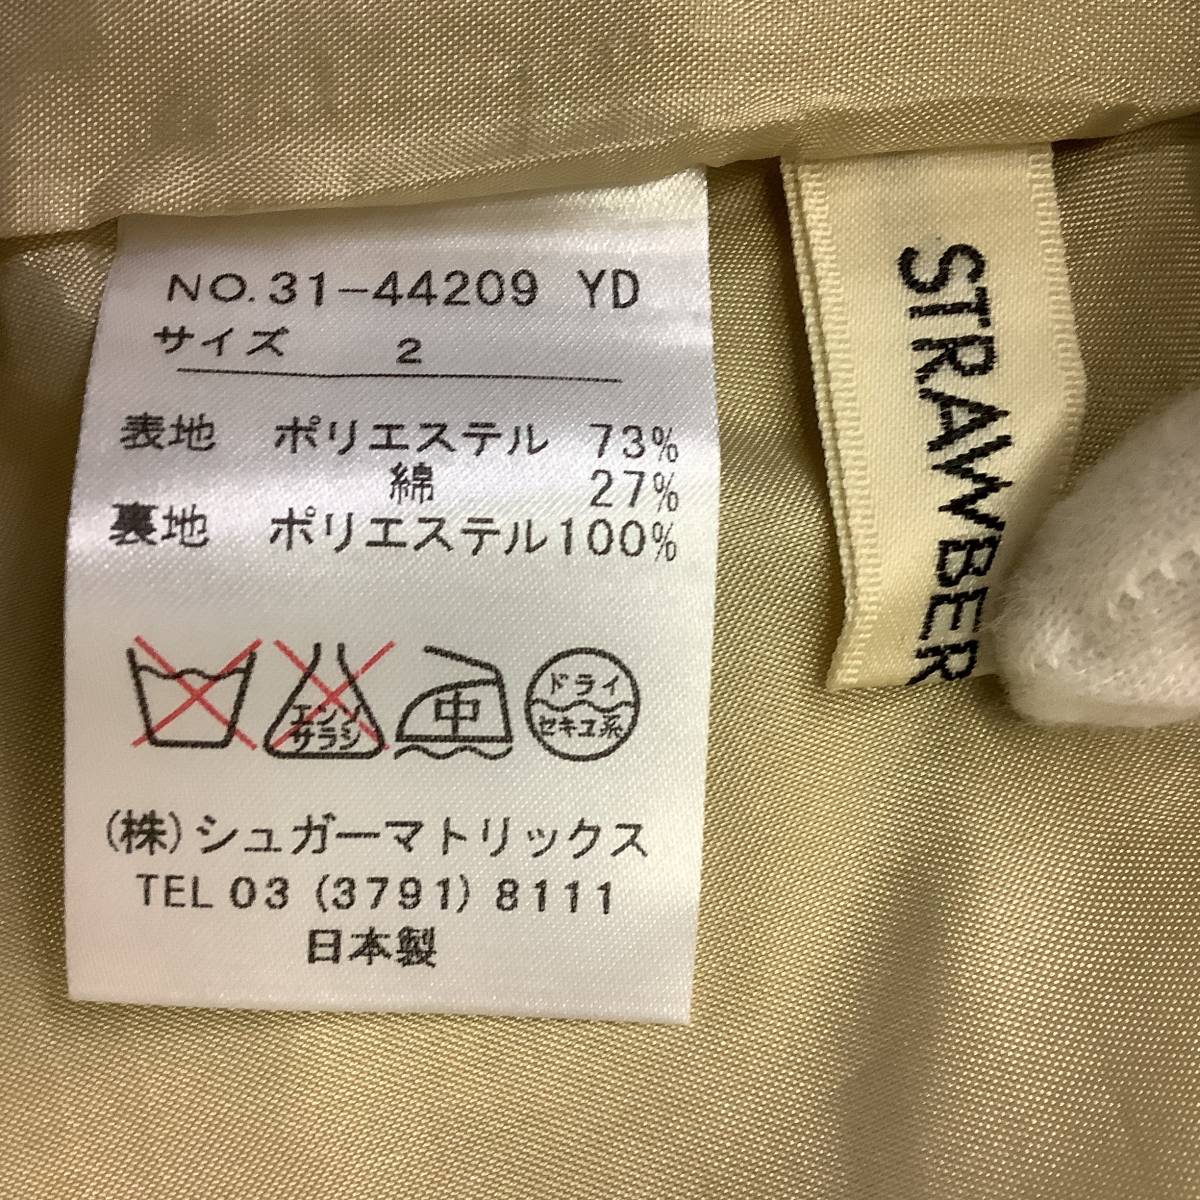 NO.31-44209 YD
サイズ 2
表地 ポリエステル 73%
綿 27%
裏地 ポリエステル 100%
エンソ
サラシ
中
ドライ
セキユ系
(株)シュガーマトリックス
TEL 03 (3791) 8111
日本製
STRAWBER